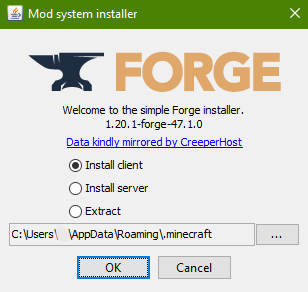 Mod system installer
FORGE
Welcome to the simple Forge installer.
1.20.1-forge-47.1.0
Data kindly mirrored by CreeperHost
Install client
Install server
Extract
C:\Users\ \AppData\Roaming\.minecraft
...
OK
Cancel